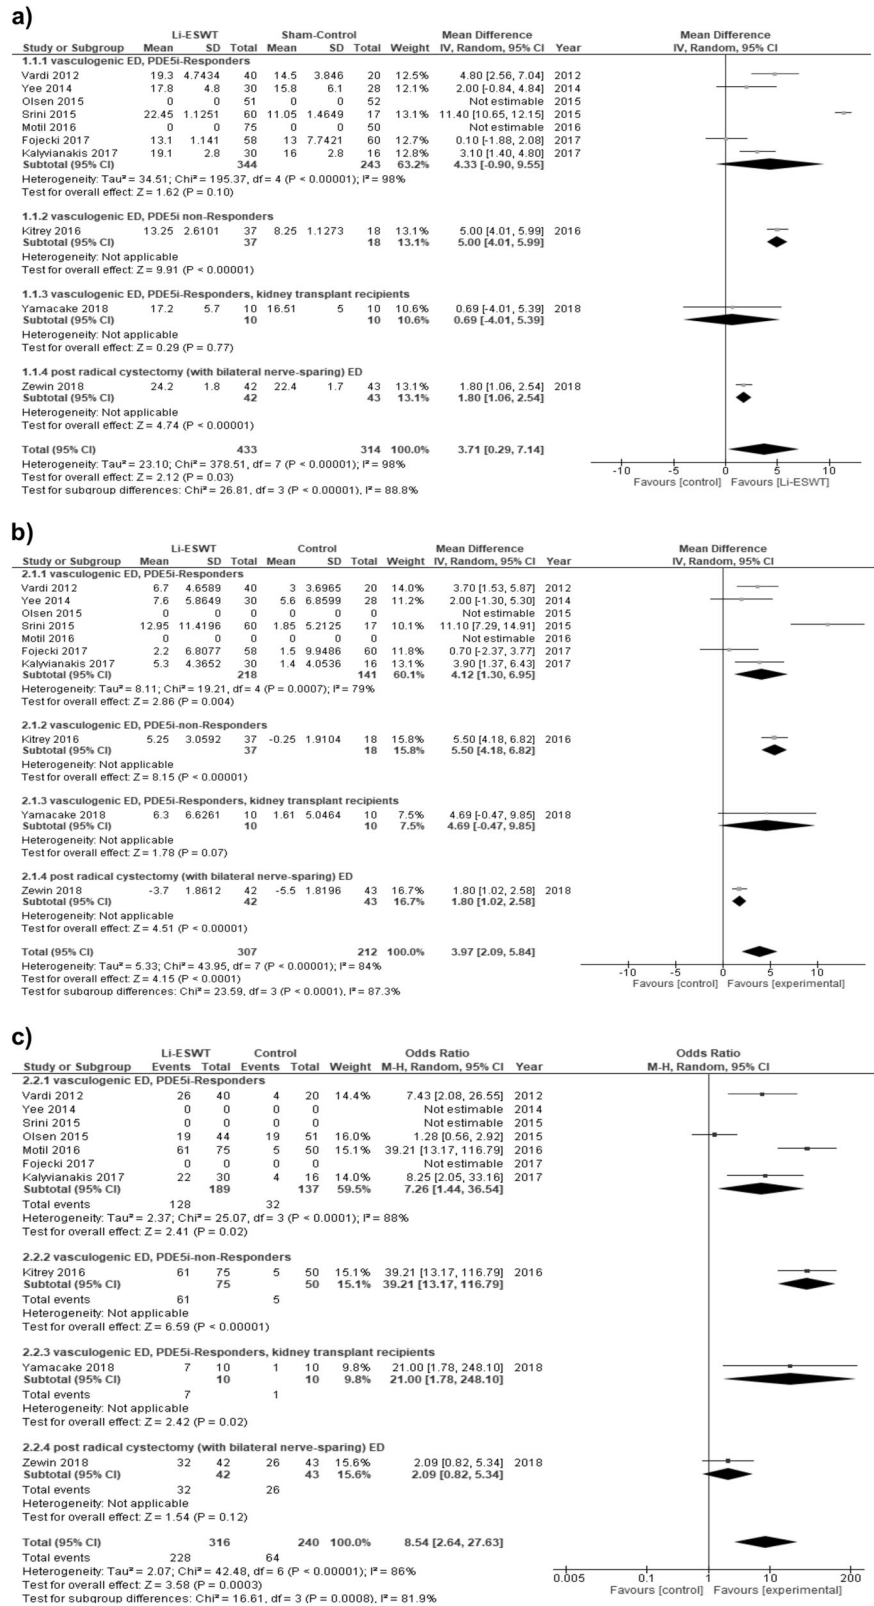 a)
Li-ESWT Sham-Control Mean Difference Mean Difference
Study or Subgroup Mean SD Total Mean SD Total Weight IV, Random, 95% CI Year IV, Random, 95% CI
1.1.1 vasculogenic ED, PDE5i-Responders
Vardi 2012 19.3 4.7434 40 14.5 3.846 20 12.5% 4.80 [2.56, 7.04] 2012
Yee 2014 17.8 4.8 30 15.8 6.1 28 12.1% 2.00 [-0.84, 4.84] 2014
Olsen 2015 0 0 51 0 0 52 Not estimable 2015
Srini 2015 22.45 1.1251 60 11.05 1.4649 17 13.1% 11.40 [10.65, 12.15] 2015
Motil 2016 0 0 75 0 0 50 Not estimable 2016
Fojecki 2017 13.1 1.141 58 13 7.7421 60 12.7% 0.10 [-1.88, 2.08] 2017
Kalyvianakis 2017 19.1 2.8 30 16 2.8 16 12.8% 3.10 [1.40, 4.80] 2017
Subtotal (95% CI) 344 243 63.2% 4.33 [-0.90, 9.55]
Heterogeneity: Tau² = 34.51; Chi² = 195.37, df = 4 (P < 0.00001); I² = 98%
Test for overall effect: Z = 1.62 (P = 0.10)
1.1.2 vasculogenic ED, PDE5i non-Responders
Kitrey 2016 13.25 2.6101 37 8.25 1.1273 18 13.1% 5.00 [4.01, 5.99] 2016
Subtotal (95% CI) 37 18 13.1% 5.00 [4.01, 5.99]
Heterogeneity: Not applicable
Test for overall effect: Z = 9.91 (P < 0.00001)
1.1.3 vasculogenic ED, PDE5i-Responders, kidney transplant recipients
Yamacake 2018 17.2 5.7 10 16.51 5 10 10.6% 0.69 [-4.01, 5.39] 2018
Subtotal (95% CI) 10 10 10.6% 0.69 [-4.01, 5.39]
Heterogeneity: Not applicable
Test for overall effect: Z = 0.29 (P = 0.77)
1.1.4 post radical cystectomy (with bilateral nerve-sparing) ED
Zewin 2018 24.2 1.8 42 22.4 1.7 43 13.1% 1.80 [1.06, 2.54] 2018
Subtotal (95% CI) 42 43 13.1% 1.80 [1.06, 2.54]
Heterogeneity: Not applicable
Test for overall effect: Z = 4.74 (P < 0.00001)
Total (95% CI) 433 314 100.0% 3.71 [0.29, 7.14]
Heterogeneity: Tau² = 23.10; Chi² = 378.51, df = 7 (P < 0.00001); I² = 98%
Test for overall effect: Z = 2.12 (P = 0.03)
Test for subgroup differences: Chi² = 26.81, df = 3 (P < 0.00001), I² = 88.8%
-10 -5 0 5 10
Favours [control] Favours [Li-ESWT]
b)
Li-ESWT Control Mean Difference Mean Difference
Study or Subgroup Mean SD Total Mean SD Total Weight IV, Random, 95% CI Year IV, Random, 95% CI
2.1.1 vasculogenic ED, PDE5i-Responders
Vardi 2012 6.7 4.6589 40 3 3.6965 20 14.0% 3.70 [1.53, 5.87] 2012
Yee 2014 7.6 5.8649 30 5.6 6.8599 28 11.2% 2.00 [-1.30, 5.30] 2014
Olsen 2015 0 0 0 0 0 0 Not estimable 2015
Srini 2015 12.95 11.4196 60 1.85 5.2125 17 10.1% 11.10 [7.29, 14.91] 2015
Motil 2016 0 0 0 0 0 0 Not estimable 2016
Fojecki 2017 2.2 6.8077 58 1.5 9.9486 60 11.8% 0.70 [-2.37, 3.77] 2017
Kalyvianakis 2017 5.3 4.3652 30 1.4 4.0536 16 13.1% 3.90 [1.37, 6.43] 2017
Subtotal (95% CI) 218 141 60.1% 4.12 [1.30, 6.95]
Heterogeneity: Tau² = 8.11; Chi² = 19.21, df = 4 (P = 0.0007); I² = 79%
Test for overall effect: Z = 2.86 (P = 0.004)
2.1.2 vasculogenic ED, PDE5i-non-Responders
Kitrey 2016 5.25 3.0592 37 -0.25 1.9104 18 15.8% 5.50 [4.18, 6.82] 2016
Subtotal (95% CI) 37 18 15.8% 5.50 [4.18, 6.82]
Heterogeneity: Not applicable
Test for overall effect: Z = 8.15 (P < 0.00001)
2.1.3 vasculogenic ED, PDE5i-Responders, kidney transplant recipients
Yamacake 2018 6.3 6.6261 10 1.61 5.0464 10 7.5% 4.69 [-0.47, 9.85] 2018
Subtotal (95% CI) 10 10 7.5% 4.69 [-0.47, 9.85]
Heterogeneity: Not applicable
Test for overall effect: Z = 1.78 (P = 0.07)
2.1.4 post radical cystectomy (with bilateral nerve-sparing) ED
Zewin 2018 -3.7 1.8612 42 -5.5 1.8196 43 16.7% 1.80 [1.02, 2.58] 2018
Subtotal (95% CI) 42 43 16.7% 1.80 [1.02, 2.58]
Heterogeneity: Not applicable
Test for overall effect: Z = 4.51 (P < 0.00001)
Total (95% CI) 307 212 100.0% 3.97 [2.09, 5.84]
Heterogeneity: Tau² = 5.33; Chi² = 43.95, df = 7 (P < 0.00001); I² = 84%
Test for overall effect: Z = 4.15 (P < 0.0001)
Test for subgroup differences: Chi² = 23.59, df = 3 (P < 0.0001), I² = 87.3%
-10 -5 0 5 10
Favours [control] Favours [experimental]
c)
Li-ESWT Control Odds Ratio Odds Ratio
Study or Subgroup Events Total Events Total Weight M-H, Random, 95% CI Year M-H, Random, 95% CI
2.2.1 vasculogenic ED, PDE5i-Responders
Vardi 2012 26 40 4 20 14.4% 7.43 [2.08, 26.55] 2012
Yee 2014 0 0 0 0 Not estimable 2014
Srini 2015 0 0 0 0 Not estimable 2015
Olsen 2015 19 44 19 51 16.0% 1.28 [0.56, 2.92] 2015
Motil 2016 61 75 5 50 15.1% 39.21 [13.17, 116.79] 2016
Fojecki 2017 0 0 0 0 Not estimable 2017
Kalyvianakis 2017 22 30 4 16 14.0% 8.25 [2.05, 33.16] 2017
Subtotal (95% CI) 189 137 59.5% 7.26 [1.44, 36.54]
Total events 128 32
Heterogeneity: Tau² = 2.37; Chi² = 25.07, df = 3 (P < 0.0001); I² = 88%
Test for overall effect: Z = 2.41 (P = 0.02)
2.2.2 vasculogenic ED, PDE5i-non-Responders
Kitrey 2016 61 75 5 50 15.1% 39.21 [13.17, 116.79] 2016
Subtotal (95% CI) 75 50 15.1% 39.21 [13.17, 116.79]
Total events 61 5
Heterogeneity: Not applicable
Test for overall effect: Z = 6.59 (P < 0.00001)
2.2.3 vasculogenic ED, PDE5i-Responders, kidney transplant recipients
Yamacake 2018 7 10 1 10 9.8% 21.00 [1.78, 248.10] 2018
Subtotal (95% CI) 10 10 9.8% 21.00 [1.78, 248.10]
Total events 7 1
Heterogeneity: Not applicable
Test for overall effect: Z = 2.42 (P = 0.02)
2.2.4 post radical cystectomy (with bilateral nerve-sparing) ED
Zewin 2018 32 42 26 43 15.6% 2.09 [0.82, 5.34] 2018
Subtotal (95% CI) 42 43 15.6% 2.09 [0.82, 5.34]
Total events 32 26
Heterogeneity: Not applicable
Test for overall effect: Z = 1.54 (P = 0.12)
Total (95% CI) 316 240 100.0% 8.54 [2.64, 27.63]
Total events 228 64
Heterogeneity: Tau² = 2.07; Chi² = 42.48, df = 6 (P < 0.00001); I² = 86%
Test for overall effect: Z = 3.58 (P = 0.0003)
Test for subgroup differences: Chi² = 16.61, df = 3 (P = 0.0008), I² = 81.9%
0.005 0.1 1 10 200
Favours [control] Favours [experimental]